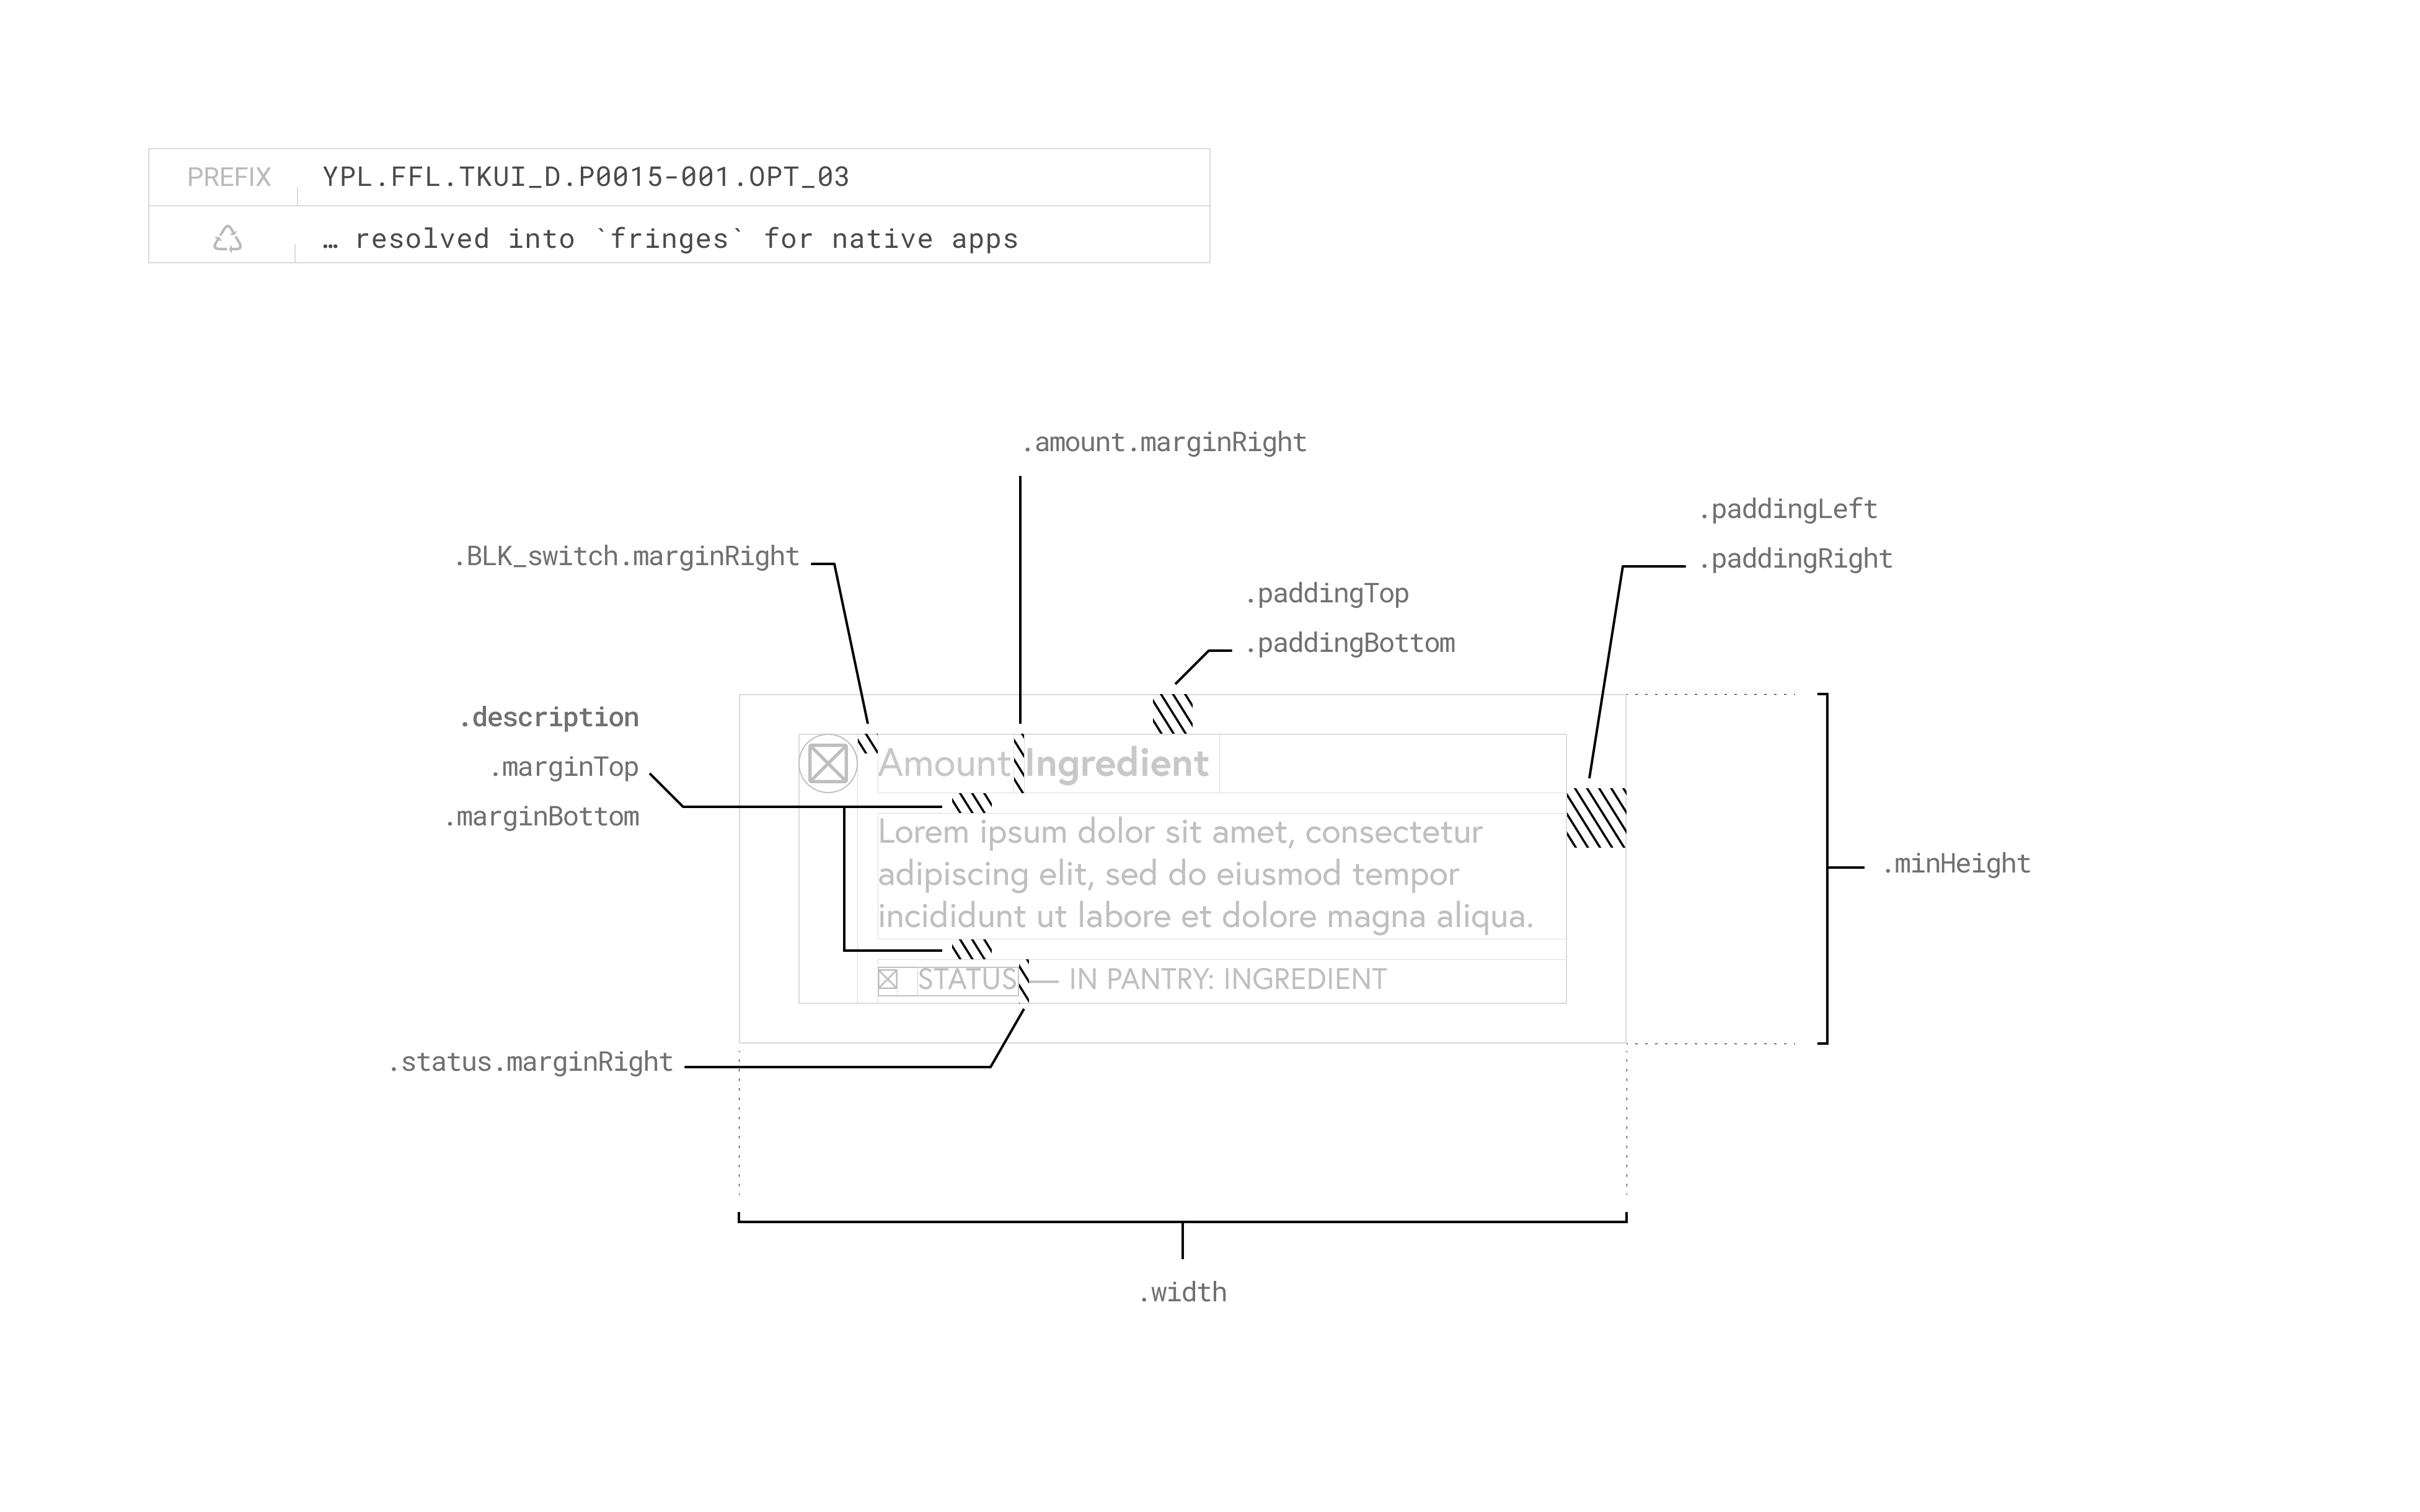 PREFIX YPL.FFL.TKUI_D.P0015-001.OPT_03
… resolved into `fringes` for native apps
.amount.marginRight
.paddingLeft
.paddingRight
.BLK_switch.marginRight
.paddingTop
.paddingBottom
.description
.marginTop
.marginBottom
Amount Ingredient
Lorem ipsum dolor sit amet, consectetur
adipiscing elit, sed do eiusmod tempor
incididunt ut labore et dolore magna aliqua.
STATUS — IN PANTRY: INGREDIENT
.minHeight
.status.marginRight
.width